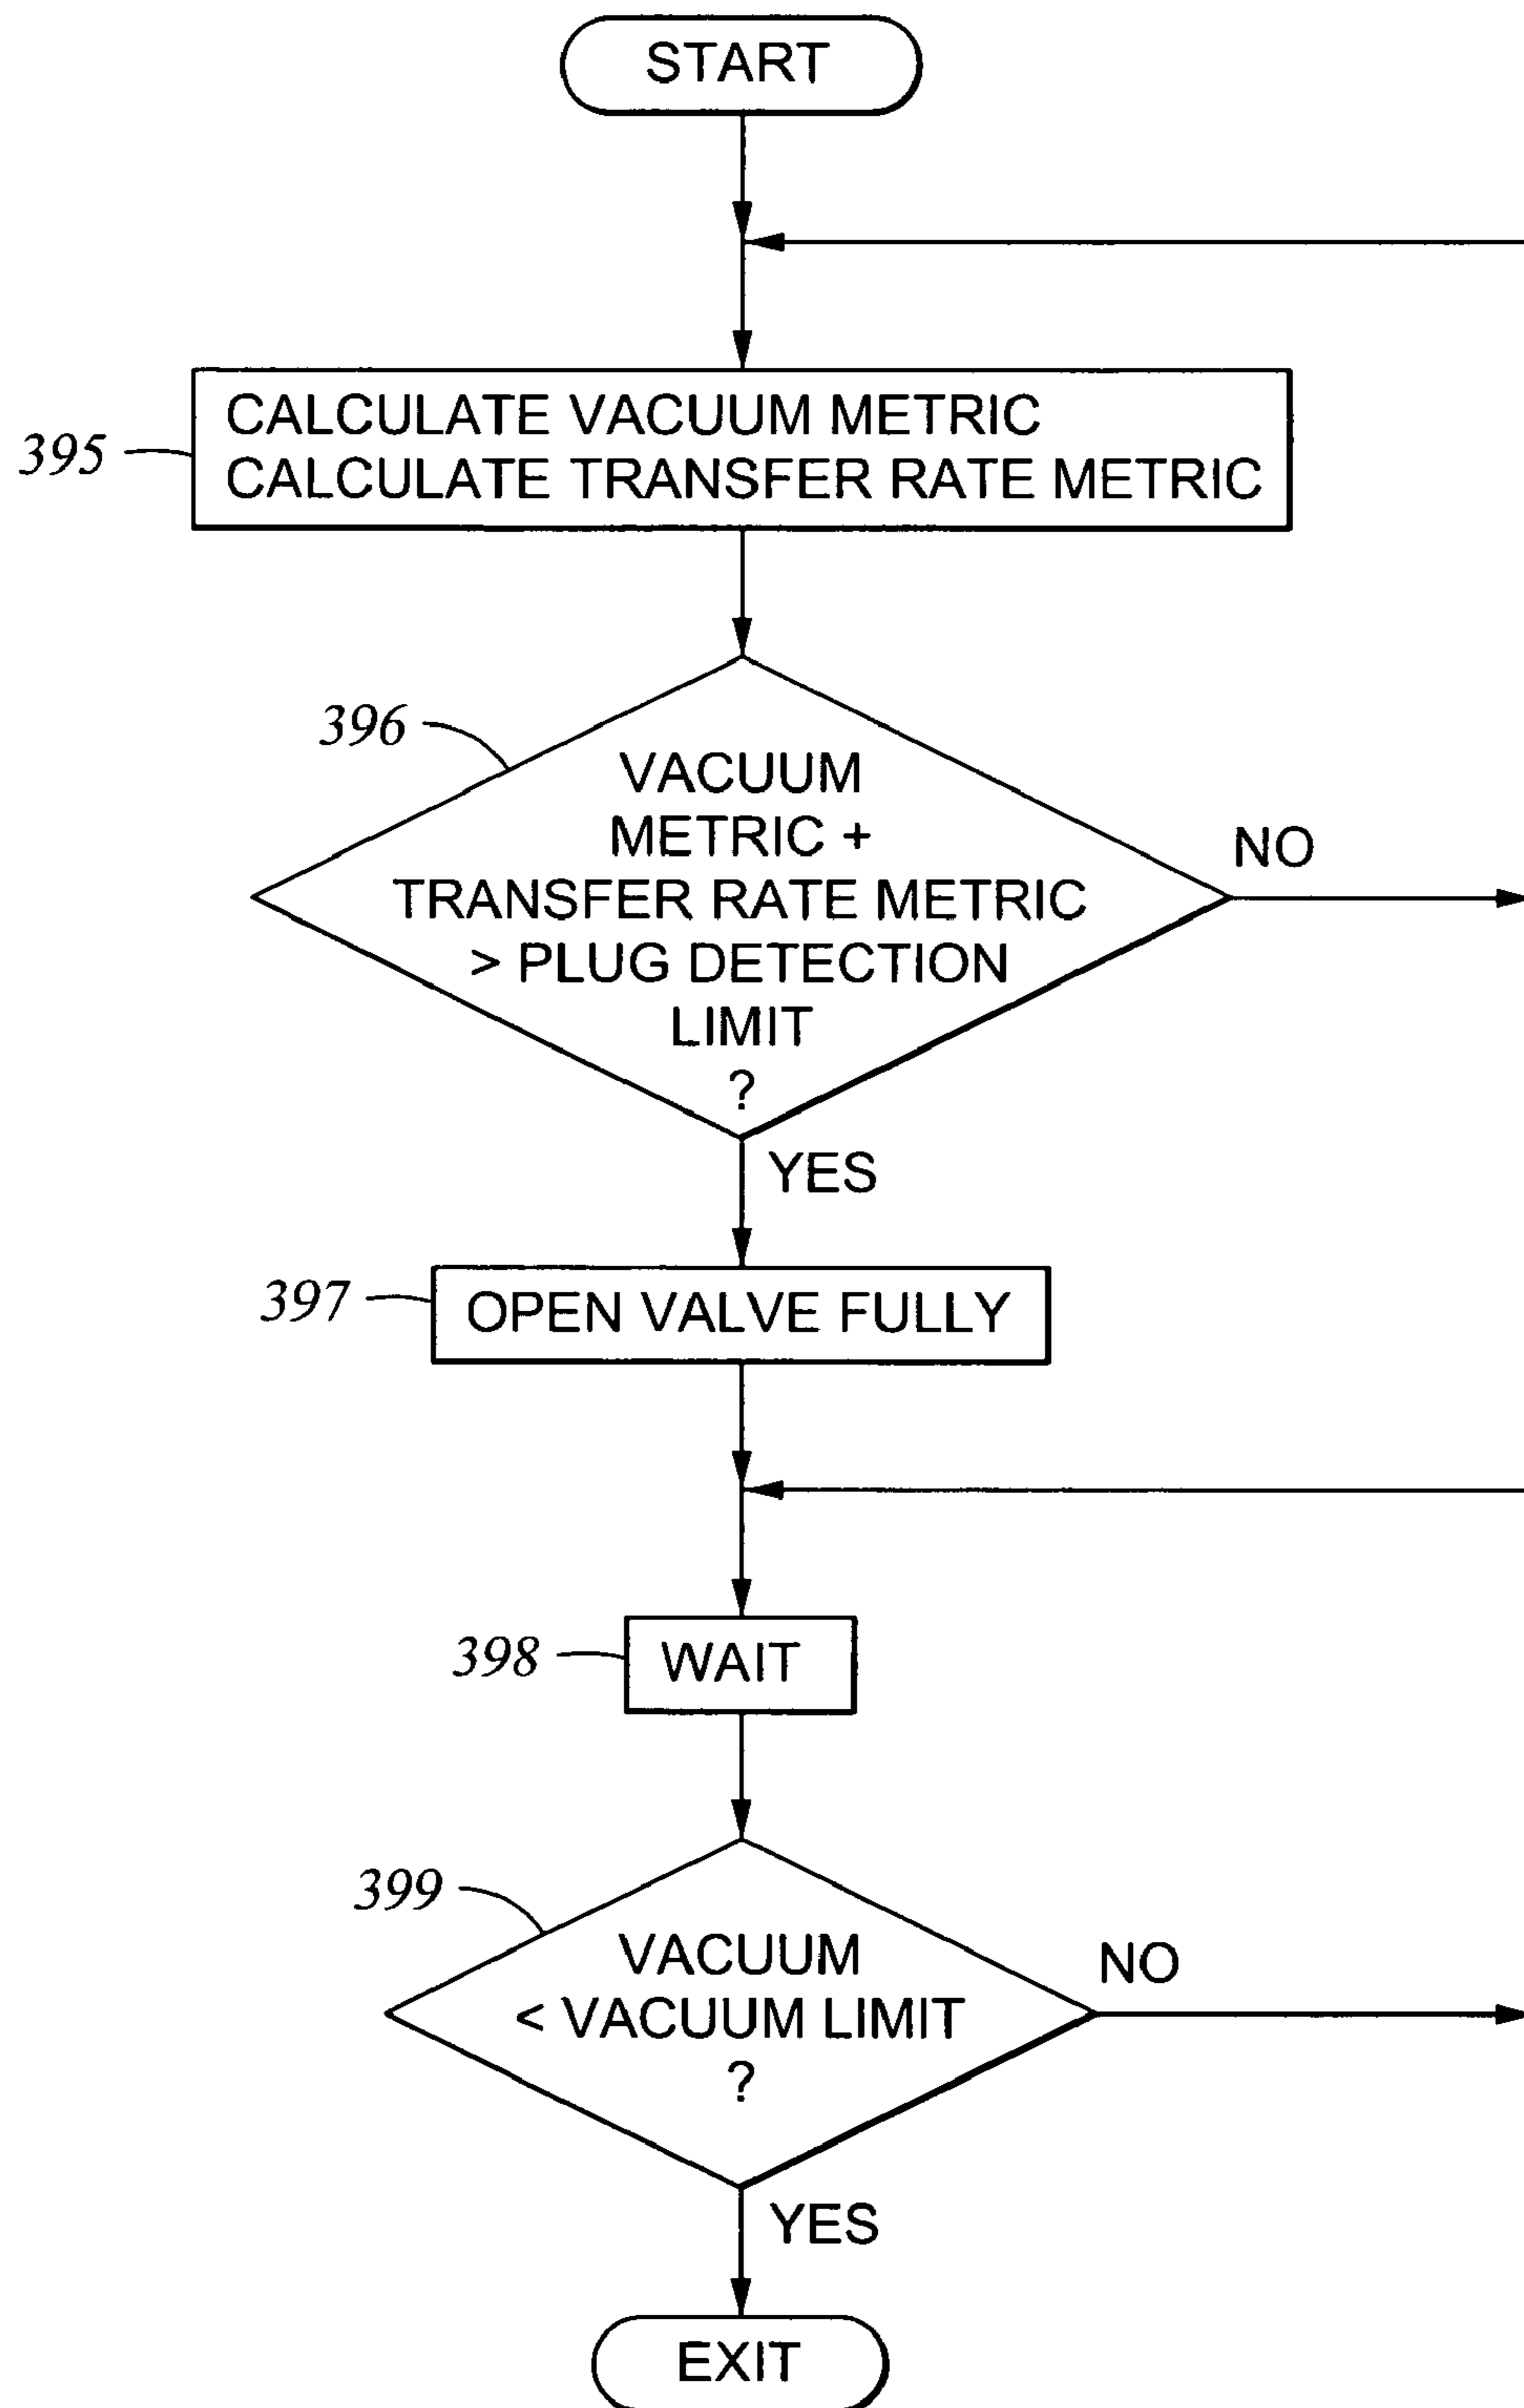 START
CALCULATE VACUUM METRIC
CALCULATE TRANSFER RATE METRIC
395
396
VACUUM
METRIC +
TRANSFER RATE METRIC
> PLUG DETECTION
LIMIT
?
NO
YES
397
OPEN VALVE FULLY
398
WAIT
399
VACUUM
< VACUUM LIMIT
?
NO
YES
EXIT